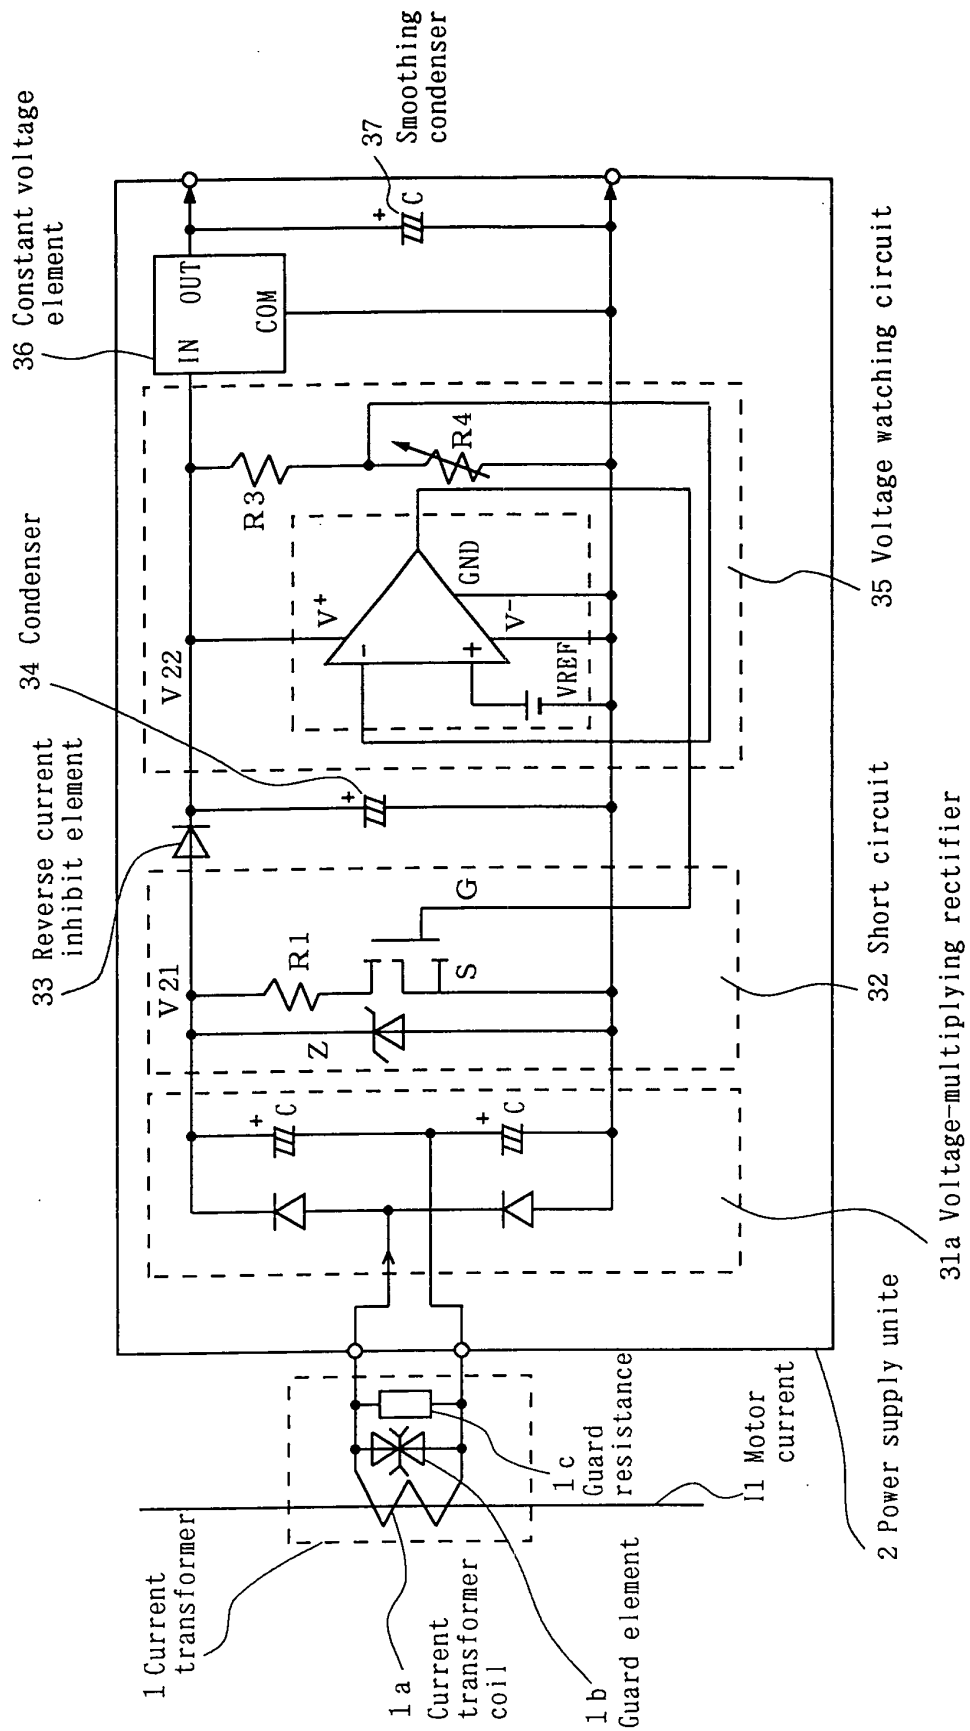 1 Current
transformer
1a
Current
transformer
coil
1b
Guard element
1c
Guard
resistance
I1 Motor
current
2 Power supply unite
31a Voltage-multiplying rectifier
+
C
+
C
32 Short circuit
V21
Z
R1
S
G
33 Reverse current
inhibit element
34 Condenser
+
35 Voltage watching circuit
V22
V+
-
+
V-
GND
VREF
R3
R4
36 Constant voltage
element
IN
OUT
COM
37
Smoothing
condenser
+
C